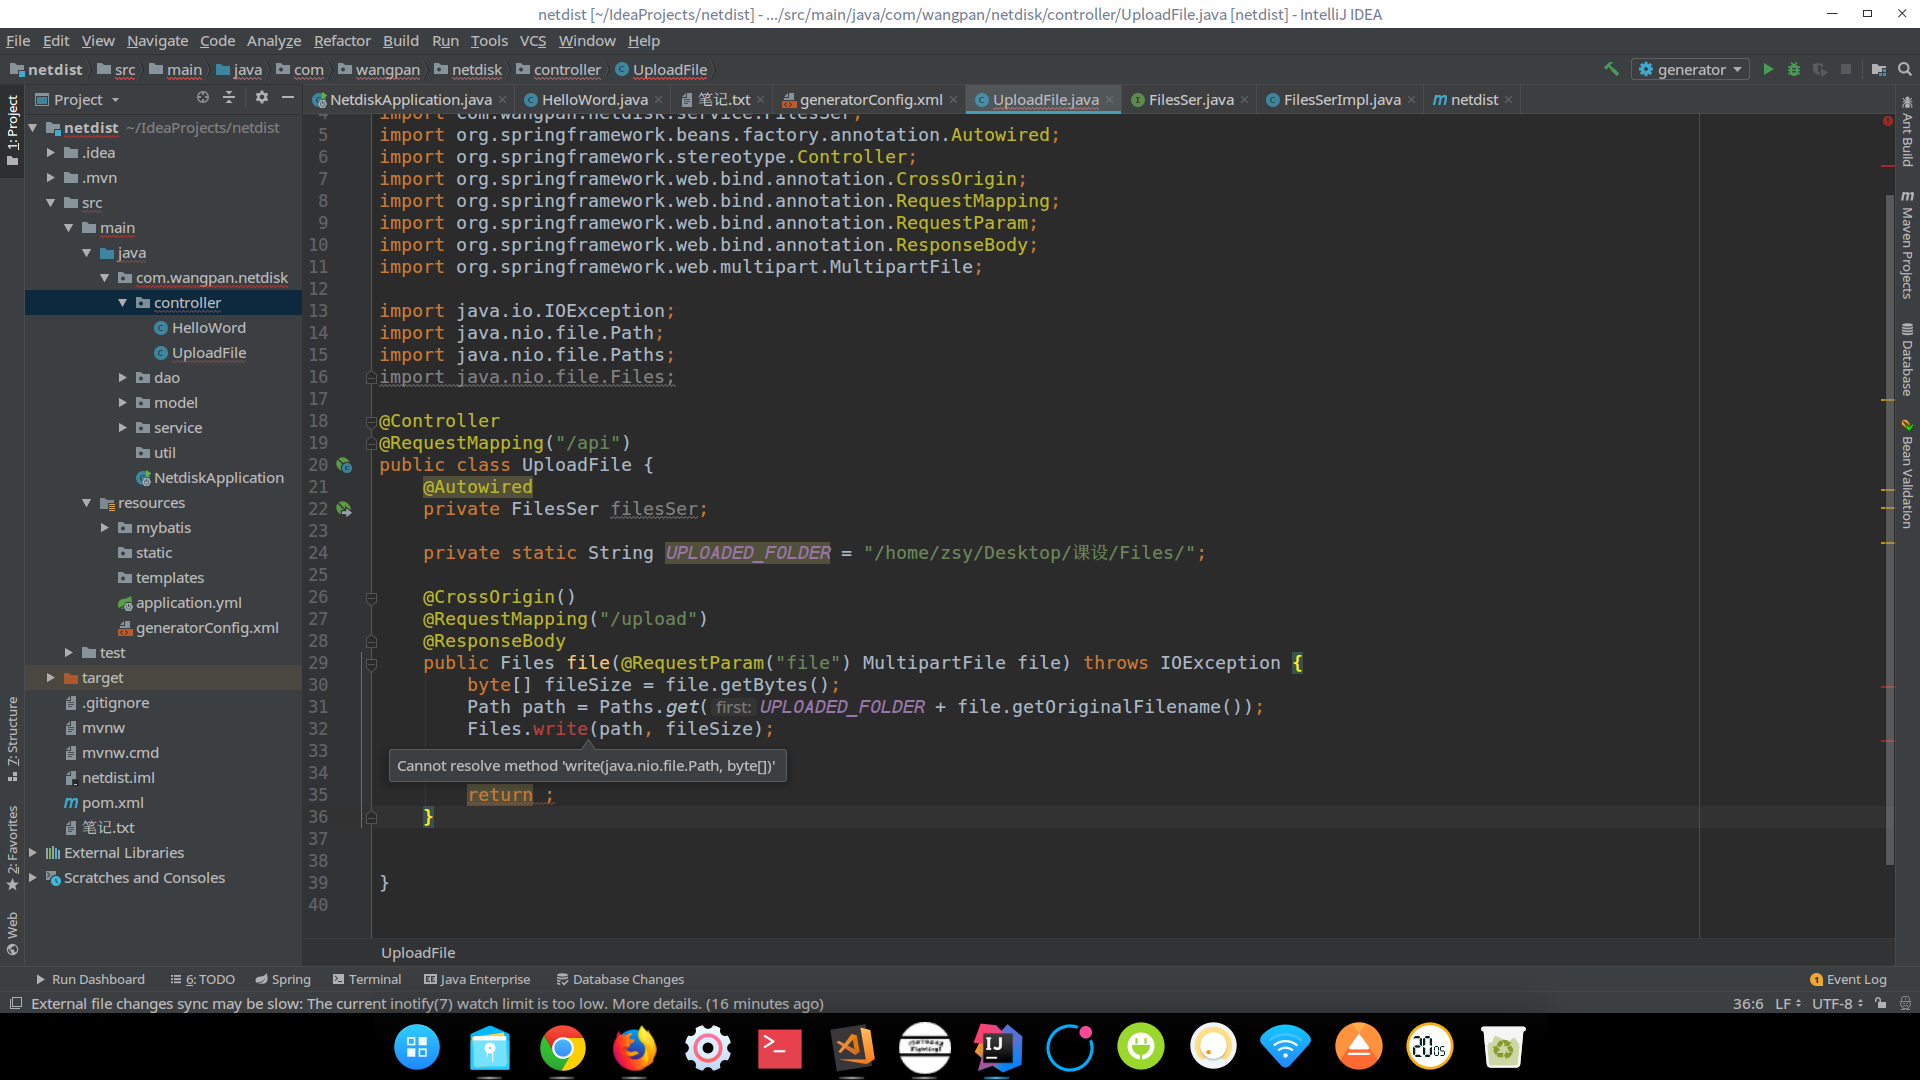 netdist [~/IdeaProjects/netdist] - .../src/main/java/com/wangpan/netdisk/controller/UploadFile.java [netdist] - IntelliJ IDEA
File Edit View Navigate Code Analyze Refactor Build Run Tools VCS Window Help
netdist src main java com wangpan netdisk controller UploadFile generator
Project
NetdiskApplication.java HelloWord.java 笔记.txt generatorConfig.xml UploadFile.java FilesSer.java FilesSerImpl.java netdist
1: Project
7: Structure
2: Favorites
Web
netdist ~/IdeaProjects/netdist
.idea
.mvn
src
main
java
com.wangpan.netdisk
controller
HelloWord
UploadFile
dao
model
service
util
NetdiskApplication
resources
mybatis
static
templates
application.yml
generatorConfig.xml
test
target
.gitignore
mvnw
mvnw.cmd
netdist.iml
pom.xml
笔记.txt
External Libraries
Scratches and Consoles
4 import com.wangpan.netdisk.service.FilesSer;
5 import org.springframework.beans.factory.annotation.Autowired;
6 import org.springframework.stereotype.Controller;
7 import org.springframework.web.bind.annotation.CrossOrigin;
8 import org.springframework.web.bind.annotation.RequestMapping;
9 import org.springframework.web.bind.annotation.RequestParam;
10 import org.springframework.web.bind.annotation.ResponseBody;
11 import org.springframework.web.multipart.MultipartFile;
12
13 import java.io.IOException;
14 import java.nio.file.Path;
15 import java.nio.file.Paths;
16 import java.nio.file.Files;
17
18 @Controller
19 @RequestMapping("/api")
20 public class UploadFile {
21 @Autowired
22 private FilesSer filesSer;
23
24 private static String UPLOADED_FOLDER = "/home/zsy/Desktop/课设/Files/";
25
26 @CrossOrigin()
27 @RequestMapping("/upload")
28 @ResponseBody
29 public Files file(@RequestParam("file") MultipartFile file) throws IOException {
30 byte[] fileSize = file.getBytes();
31 Path path = Paths.get( first: UPLOADED_FOLDER + file.getOriginalFilename());
32 Files.write(path, fileSize);
33
Cannot resolve method 'write(java.nio.file.Path, byte[])'
34
35 return ;
36 }
37
38
39 }
40
UploadFile
Ant Build
Maven Projects
Database
Bean Validation
Run Dashboard 6: TODO Spring Terminal Java Enterprise Database Changes 1 Event Log
External file changes sync may be slow: The current inotify(7) watch limit is too low. More details. (16 minutes ago) 36:6 LF UTF-8
IJ
20 05